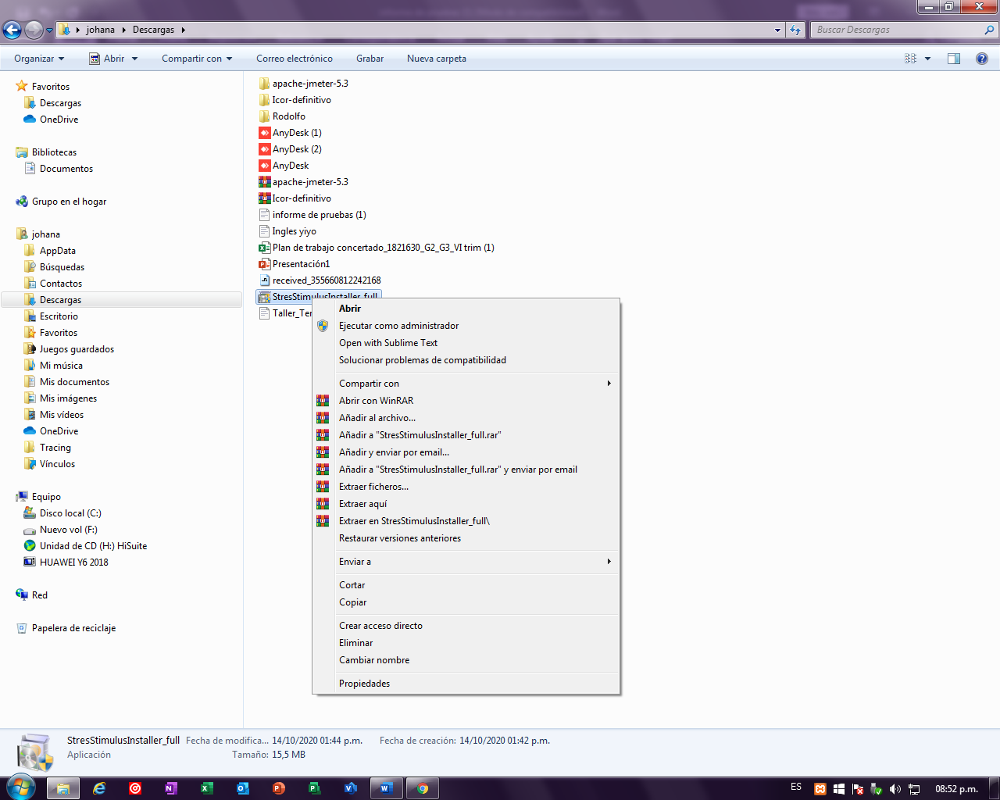 johana
Descargas
Buscar Descargas
Organizar
Abrir
Compartir con
Correo electrónico
Grabar
Nueva carpeta
Favoritos
Descargas
OneDrive
Bibliotecas
Documentos
Grupo en el hogar
johana
AppData
Búsquedas
Contactos
Descargas
Escritorio
Favoritos
Juegos guardados
Mi música
Mis documentos
Mis imágenes
Mis vídeos
OneDrive
Tracing
Vínculos
Equipo
Disco local (C:)
Nuevo vol (F:)
Unidad de CD (H:) HiSuite
HUAWEI Y6 2018
Red
Papelera de reciclaje
apache-jmeter-5.3
Icor-definitivo
Rodolfo
AnyDesk (1)
AnyDesk (2)
AnyDesk
apache-jmeter-5.3
Icor-definitivo
informe de pruebas (1)
Ingles yiyo
Plan de trabajo concertado_1821630_G2_G3_VI trim (1)
Presentación1
received_355660812242168
StresStimulusInstaller_full
Taller_Ter
Abrir
Ejecutar como administrador
Open with Sublime Text
Solucionar problemas de compatibilidad
Compartir con
Abrir con WinRAR
Añadir al archivo...
Añadir a "StresStimulusInstaller_full.rar"
Añadir y enviar por email...
Añadir a "StresStimulusInstaller_full.rar" y enviar por email
Extraer ficheros...
Extraer aquí
Extraer en StresStimulusInstaller_full\
Restaurar versiones anteriores
Enviar a
Cortar
Copiar
Crear acceso directo
Eliminar
Cambiar nombre
Propiedades
StresStimulusInstaller_full Fecha de modifica... 14/10/2020 01:44 p.m. Fecha de creación: 14/10/2020 01:42 p.m.
Aplicación Tamaño: 15,5 MB
ES 08:52 p.m.